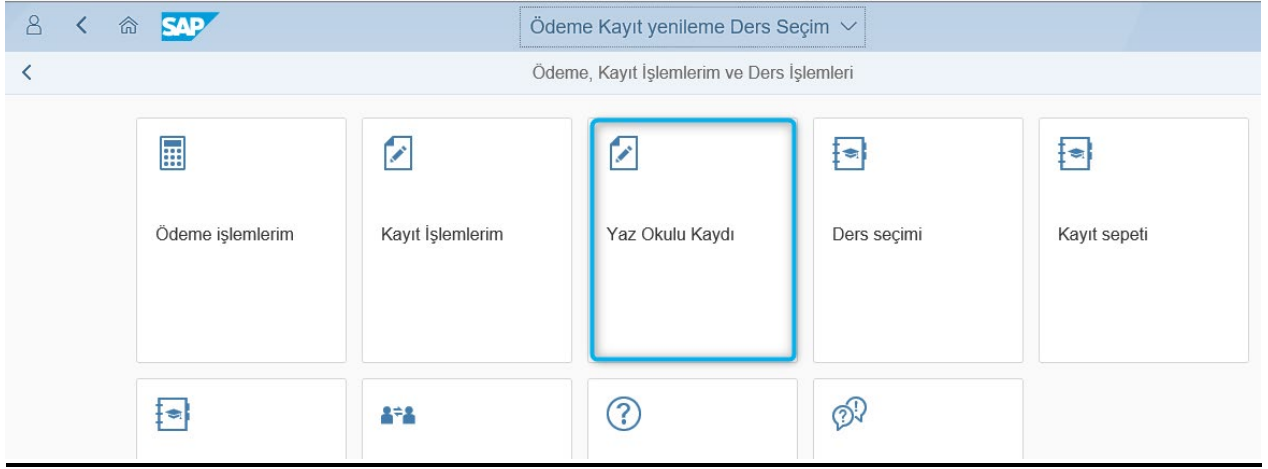 SAP
Ödeme Kayıt yenileme Ders Seçim
Ödeme, Kayıt İşlemlerim ve Ders İşlemleri
Ödeme işlemlerim
Kayıt İşlemlerim
Yaz Okulu Kaydı
Ders seçimi
Kayıt sepeti